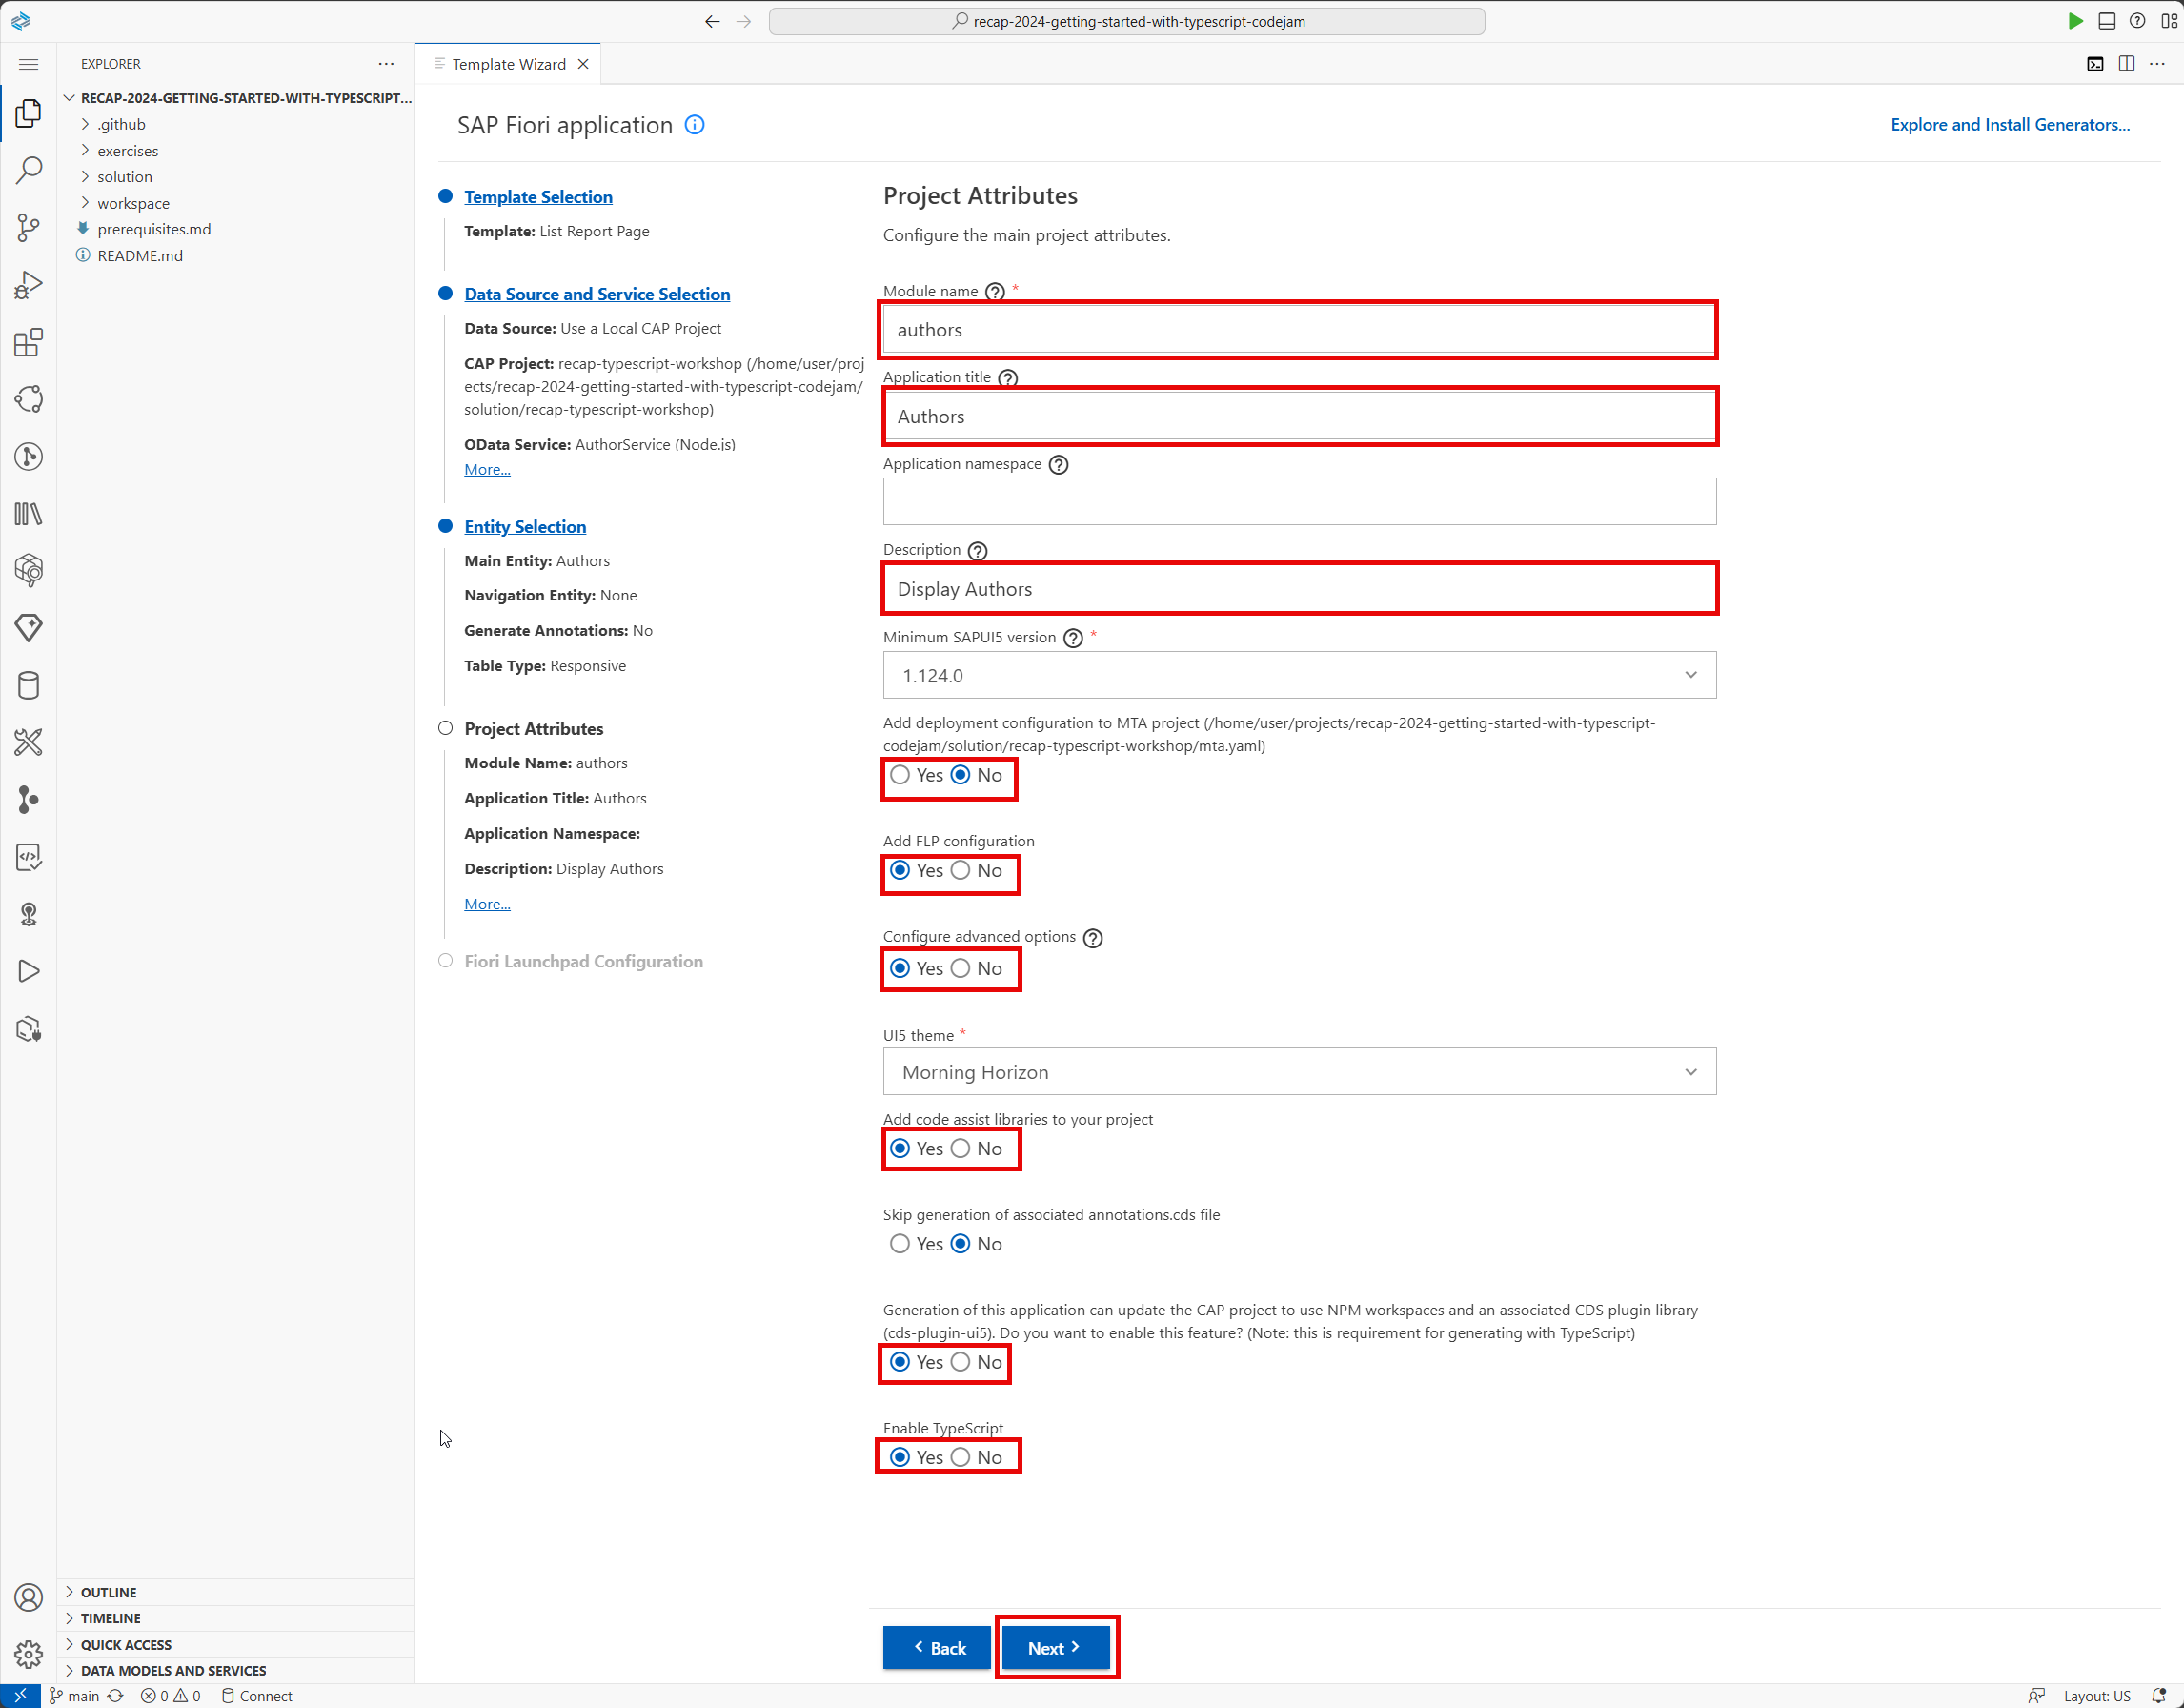 recap-2024-getting-started-with-typescript-codejam
EXPLORER
Template Wizard
RECAP-2024-GETTING-STARTED-WITH-TYPESCRIPT...
.github
exercises
solution
workspace
prerequisites.md
README.md
SAP Fiori application
Explore and Install Generators...
Template Selection
Template: List Report Page
Data Source and Service Selection
Data Source: Use a Local CAP Project
CAP Project: recap-typescript-workshop (/home/user/proj
ects/recap-2024-getting-started-with-typescript-codejam/
solution/recap-typescript-workshop)
OData Service: AuthorService (Node.js)
More...
Entity Selection
Main Entity: Authors
Navigation Entity: None
Generate Annotations: No
Table Type: Responsive
Project Attributes
Module Name: authors
Application Title: Authors
Application Namespace:
Description: Display Authors
More...
Fiori Launchpad Configuration
Project Attributes
Configure the main project attributes.
Module name *
authors
Application title
Authors
Application namespace
Description
Display Authors
Minimum SAPUI5 version *
1.124.0
Add deployment configuration to MTA project (/home/user/projects/recap-2024-getting-started-with-typescript-
codejam/solution/recap-typescript-workshop/mta.yaml)
Yes No
Add FLP configuration
Yes No
Configure advanced options
Yes No
UI5 theme *
Morning Horizon
Add code assist libraries to your project
Yes No
Skip generation of associated annotations.cds file
Yes No
Generation of this application can update the CAP project to use NPM workspaces and an associated CDS plugin library
(cds-plugin-ui5). Do you want to enable this feature? (Note: this is requirement for generating with TypeScript)
Yes No
Enable TypeScript
Yes No
Back
Next
OUTLINE
TIMELINE
QUICK ACCESS
DATA MODELS AND SERVICES
main 0 0 Connect
Layout: US